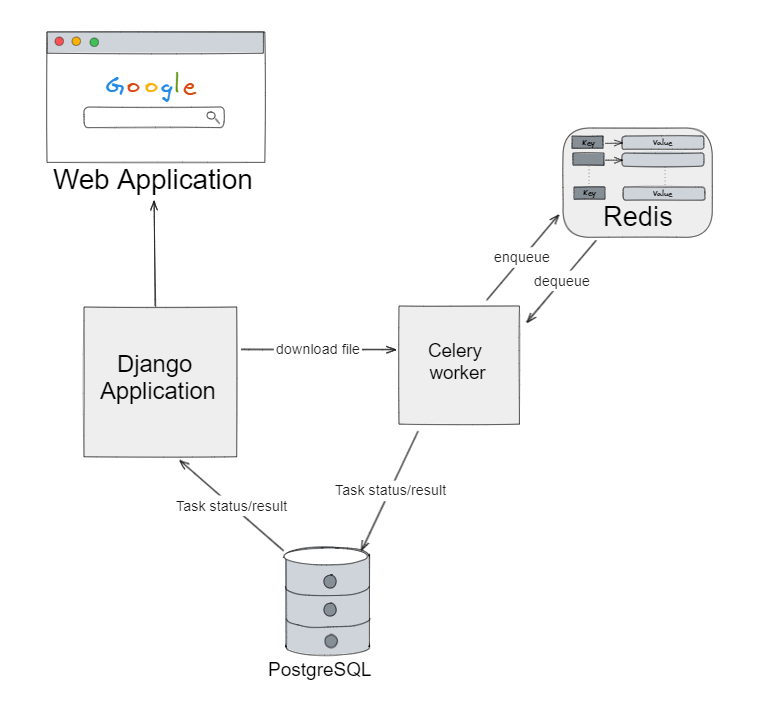 Google
Web Application
Key
Value
Key
Value
Redis
enqueue
dequeue
Django
Application
download file
Celery
worker
Task status/result
Task status/result
PostgreSQL